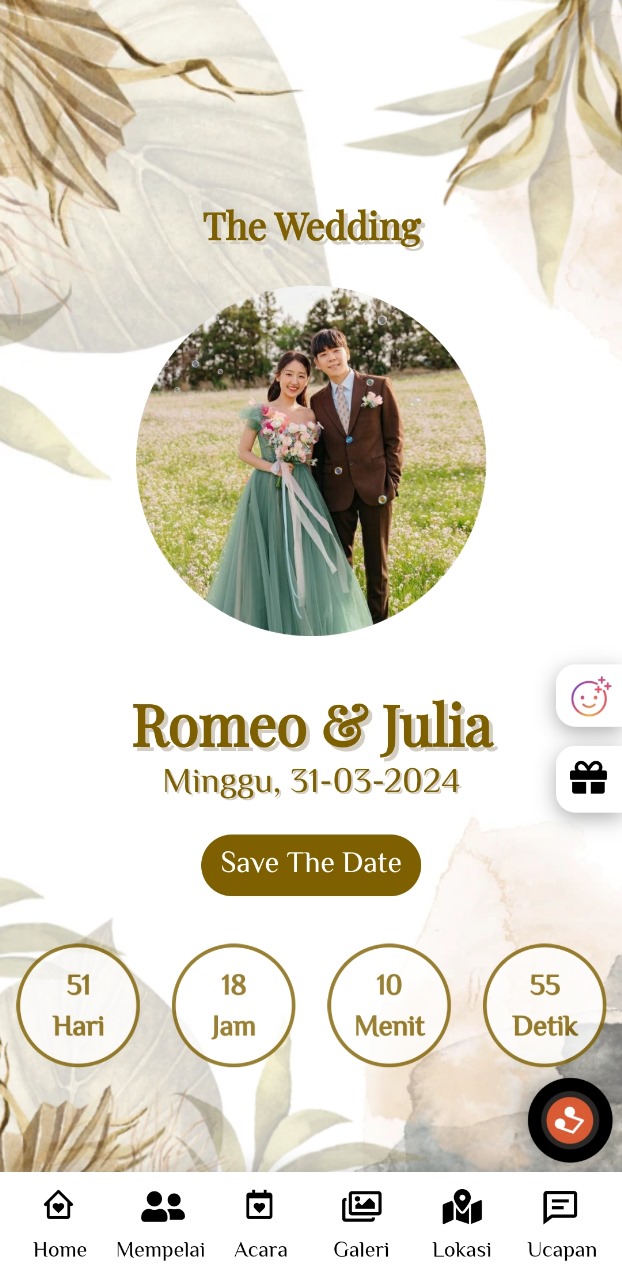 The Wedding
Romeo & Julia
Minggu, 31-03-2024
Save The Date
51 18 10 55
Hari Jam Menit Detik
Home Mempelai Acara Galeri Lokasi Ucapan